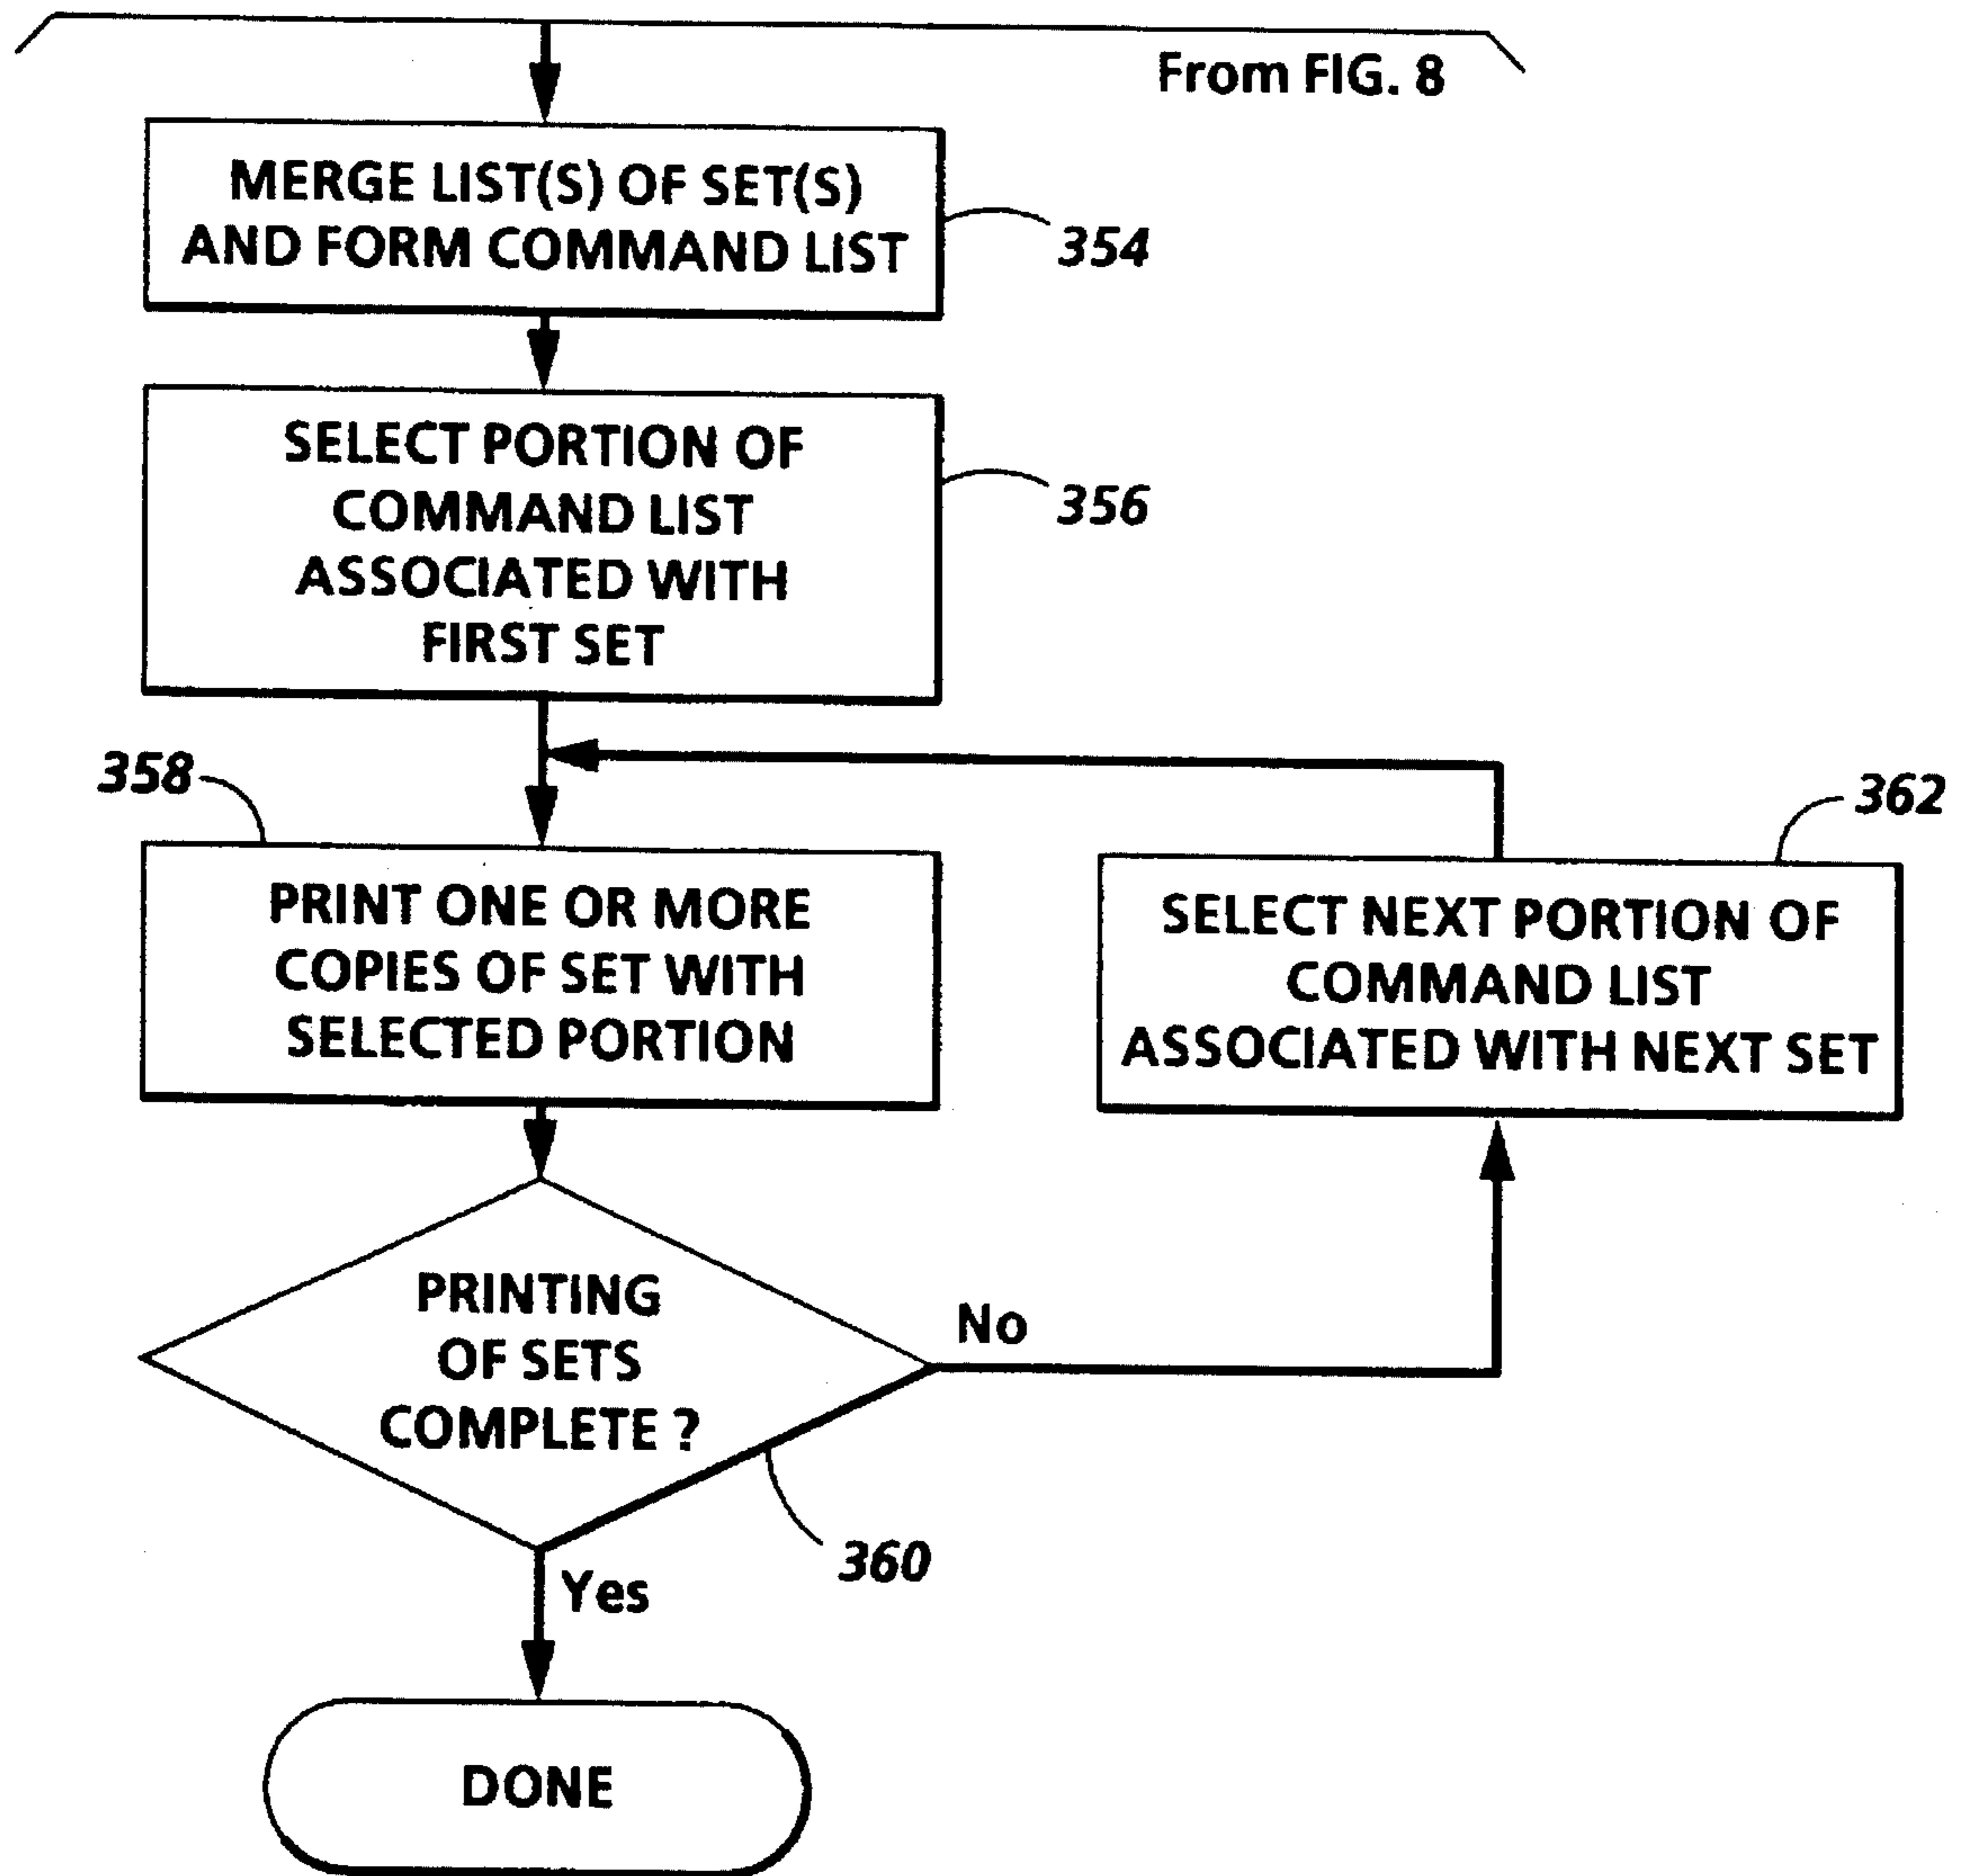 From FIG. 8
MERGE LIST(S) OF SET(S)
AND FORM COMMAND LIST
354
SELECT PORTION OF
COMMAND LIST
ASSOCIATED WITH
FIRST SET
356
358
PRINT ONE OR MORE
COPIES OF SET WITH
SELECTED PORTION
362
SELECT NEXT PORTION OF
COMMAND LIST
ASSOCIATED WITH NEXT SET
PRINTING
OF SETS
COMPLETE ?
No
360
Yes
DONE